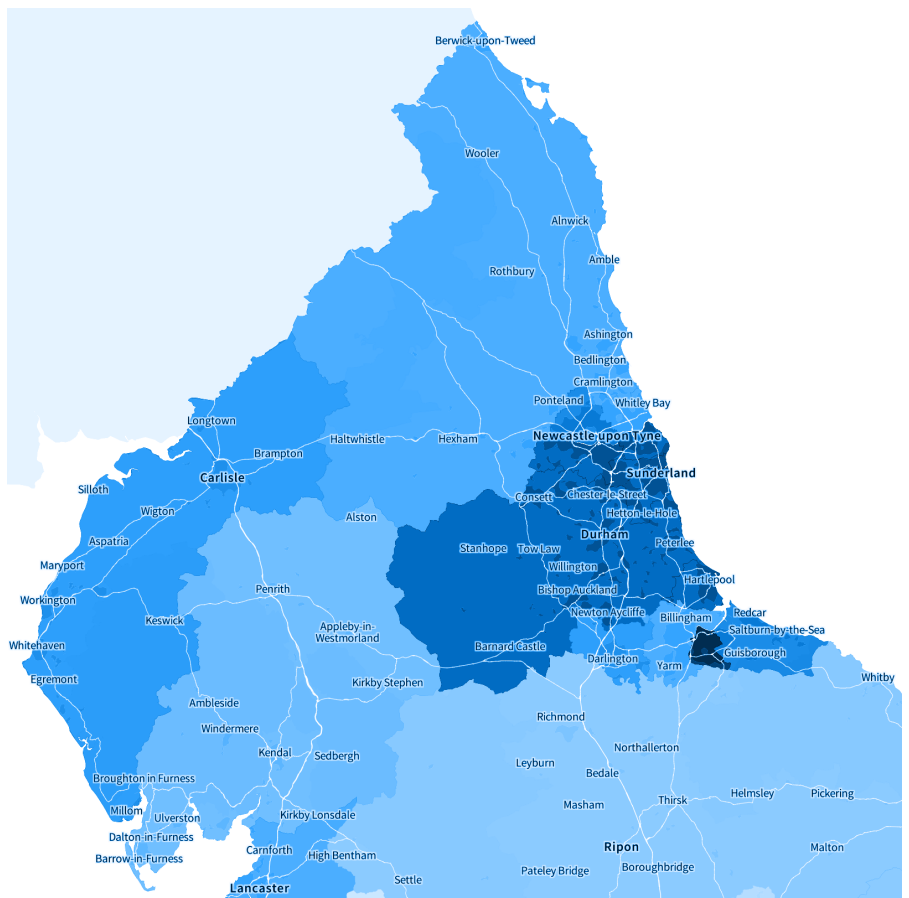 Berwick-upon-Tweed
Wooler
Alnwick
Amble
Rothbury
Ashington
Bedlington
Cramlington
Ponteland
Whitley Bay
Longtown
Haltwhistle
Hexham
Newcastle upon Tyne
Brampton
Carlisle
Sunderland
Silloth
Consett
Chester-le-Street
Wigton
Alston
Hetton-le-Hole
Aspatria
Durham
Stanhope
Tow Law
Peterlee
Maryport
Willington
Hartlepool
Penrith
Bishop Auckland
Workington
Keswick
Newton Aycliffe
Billingham
Redcar
Appleby-in-
Westmorland
Saltburn-by-the-Sea
Whitehaven
Barnard Castle
Guisborough
Darlington
Yarm
Egremont
Kirkby Stephen
Whitby
Ambleside
Richmond
Windermere
Kendal
Sedbergh
Northallerton
Leyburn
Bedale
Broughton in Furness
Helmsley
Pickering
Thirsk
Masham
Millom
Ulverston
Kirkby Lonsdale
Dalton-in-Furness
Carnforth
Ripon
Malton
High Bentham
Barrow-in-Furness
Boroughbridge
Pateley Bridge
Settle
Lancaster